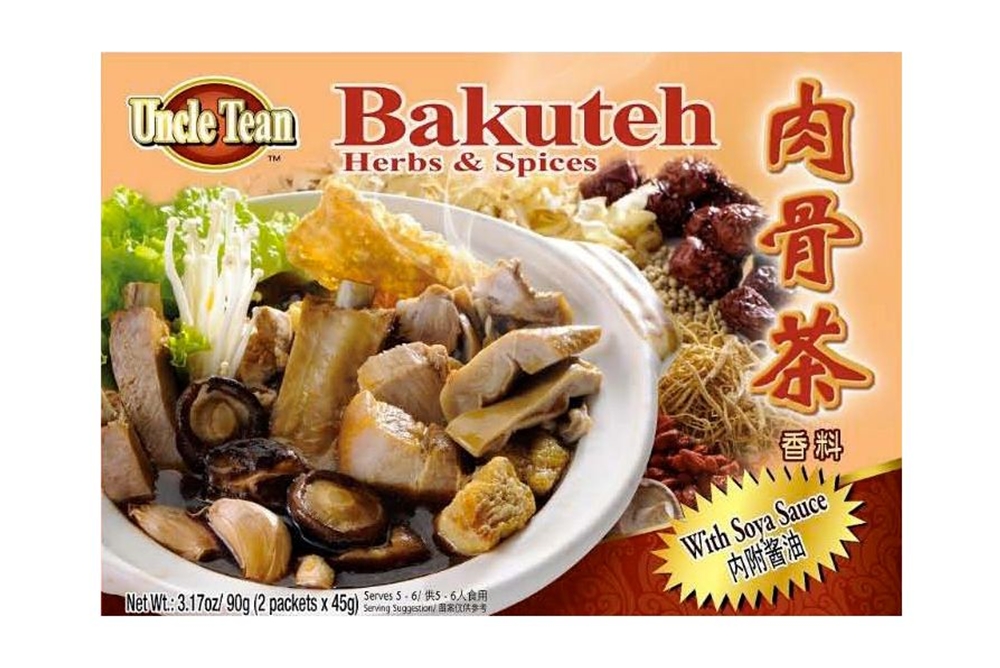 Uncle Tean
TM
Bakuteh
Herbs & Spices
肉骨茶
香料
With Soya Sauce
内附酱油
Net Wt.: 3.17oz/ 90g (2 packets x 45g)
Serves 5 - 6/ 供5 - 6人食用
Serving Suggestion/ 图案仅供参考